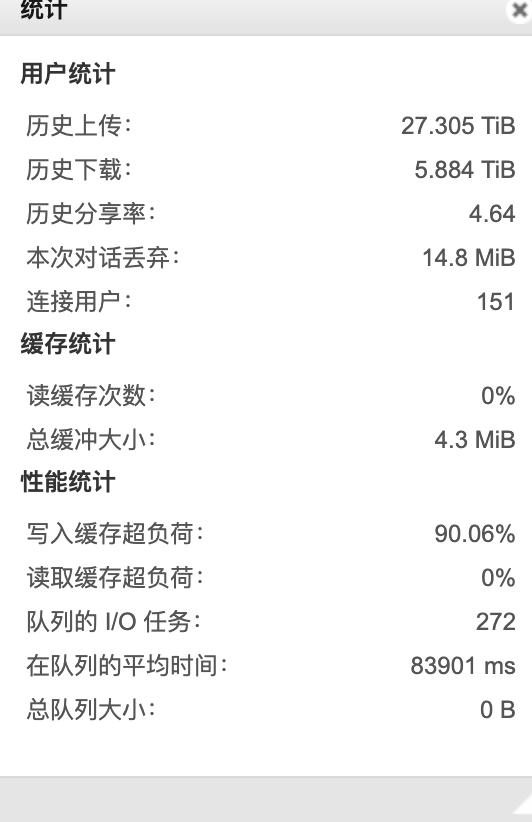 统计
用户统计
历史上传： 27.305 TiB
历史下载： 5.884 TiB
历史分享率： 4.64
本次对话丢弃： 14.8 MiB
连接用户： 151
缓存统计
读缓存次数： 0%
总缓冲大小： 4.3 MiB
性能统计
写入缓存超负荷： 90.06%
读取缓存超负荷： 0%
队列的 I/O 任务： 272
在队列的平均时间： 83901 ms
总队列大小： 0 B